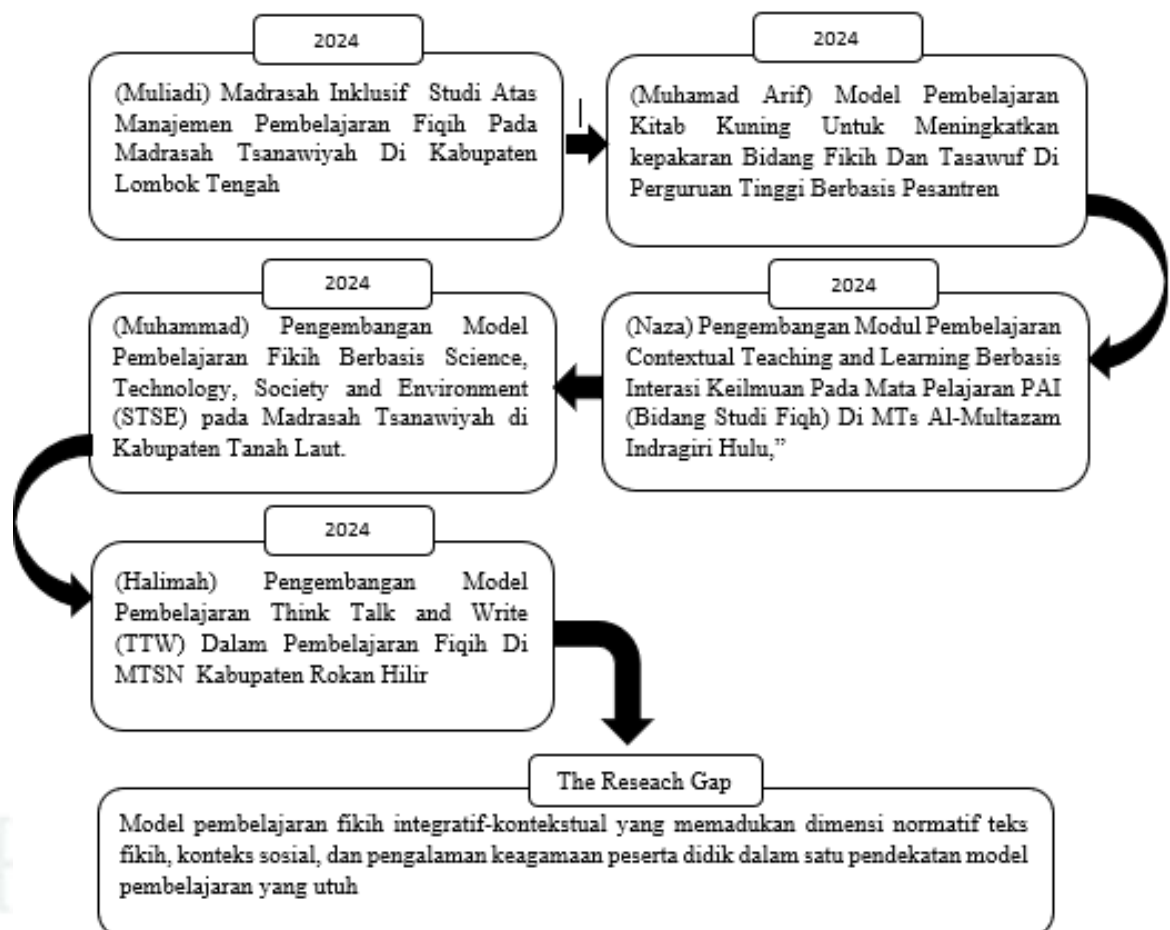 2024
(Muliadi) Madrasah Inklusif Studi Atas
Manajemen Pembelajaran Fiqih Pada
Madrasah Tsanawiyah Di Kabupaten
Lombok Tengah
2024
(Muhamad Arif) Model Pembelajaran
Kitab Kuning Untuk Meningkatkan
kepakaran Bidang Fikih Dan Tasawuf Di
Perguruan Tinggi Berbasis Pesantren
2024
(Naza) Pengembangan Modul Pembelajaran
Contextual Teaching and Learning Berbasis
Interasi Keilmuan Pada Mata Pelajaran PAI
(Bidang Studi Fiqh) Di MTs Al-Multazam
Indragiri Hulu,”
2024
(Muhammad) Pengembangan Model
Pembelajaran Fikih Berbasis Science,
Technology, Society and Environment
(STSE) pada Madrasah Tsanawiyah di
Kabupaten Tanah Laut.
2024
(Halimah) Pengembangan Model
Pembelajaran Think Talk and Write
(TTW) Dalam Pembelajaran Fiqih Di
MTSN Kabupaten Rokan Hilir
The Reseach Gap
Model pembelajaran fikih integratif-kontekstual yang memadukan dimensi normatif teks
fikih, konteks sosial, dan pengalaman keagamaan peserta didik dalam satu pendekatan model
pembelajaran yang utuh